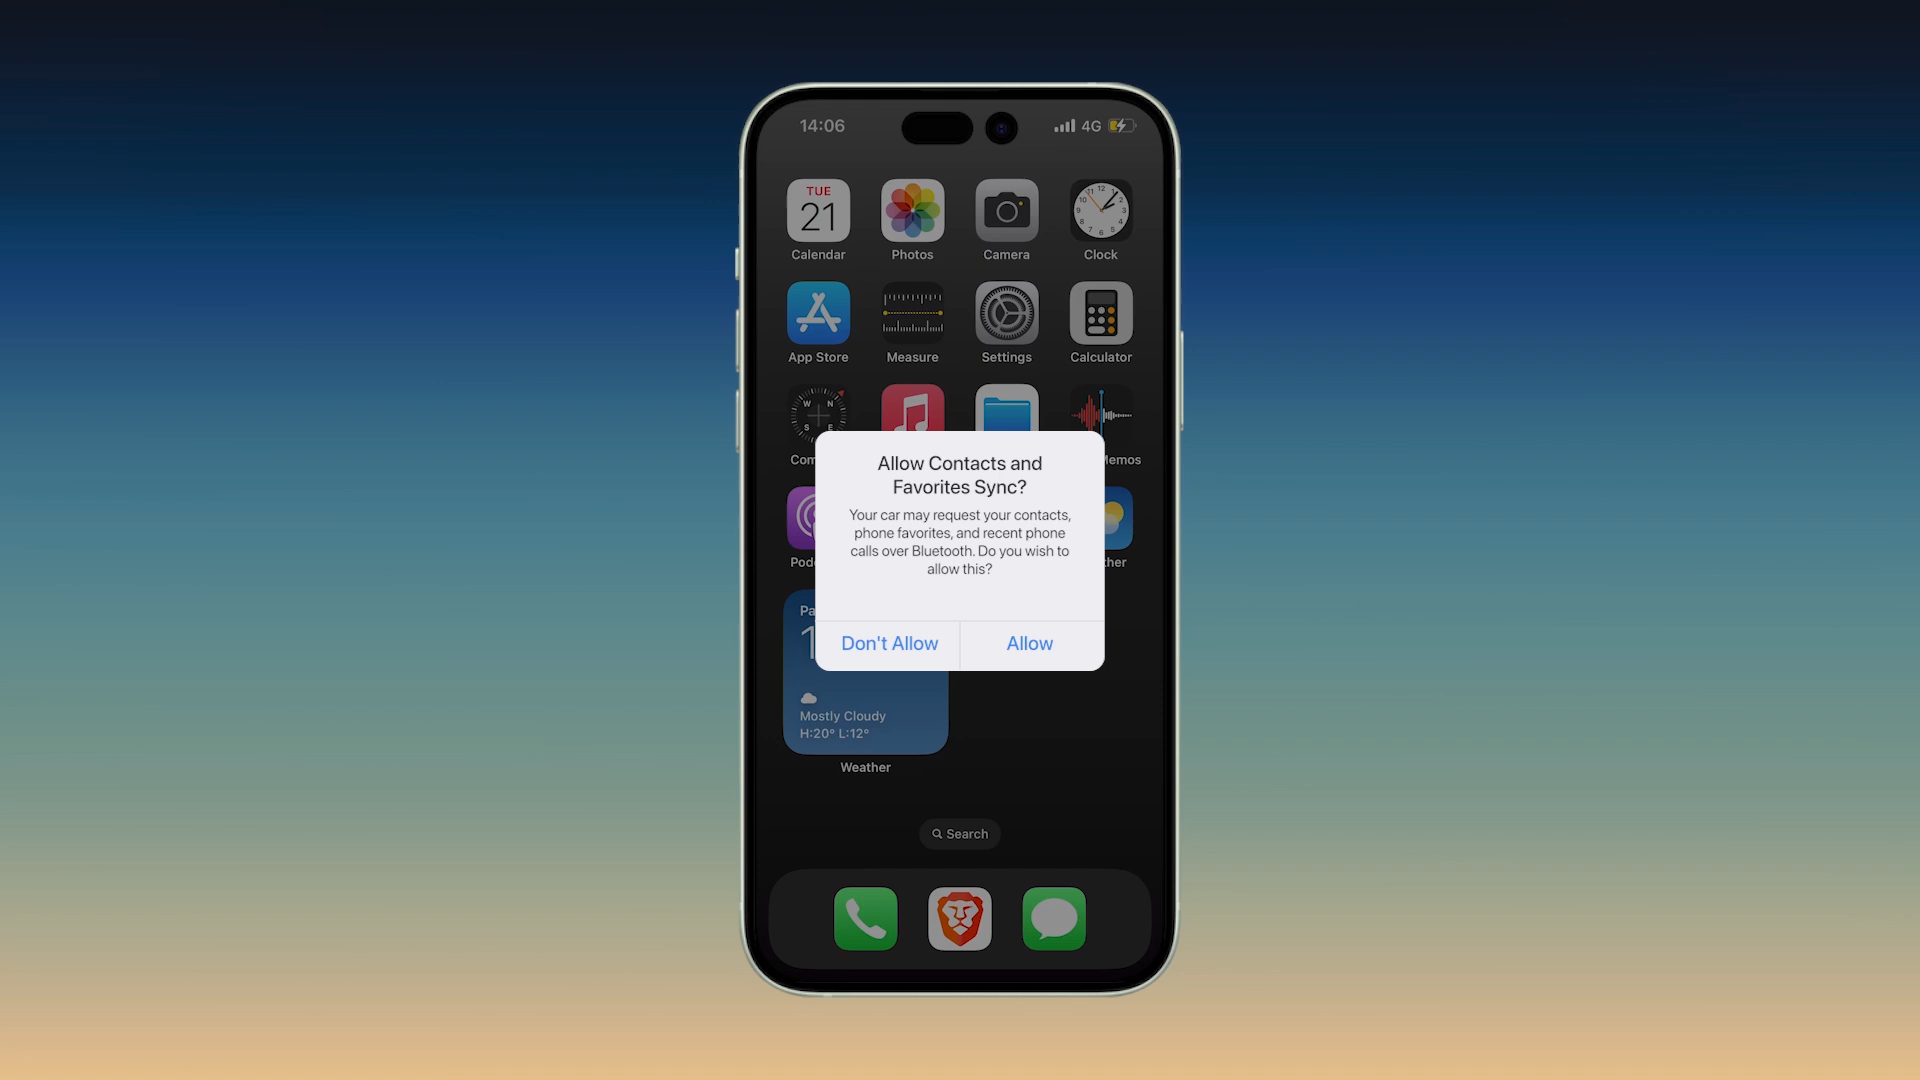 14:06
4G
TUE
21
Calendar
Photos
Camera
Clock
App Store
Measure
Settings
Calculator
W N
S E
Com
Memos
Allow Contacts and
Favorites Sync?
Your car may request your contacts,
phone favorites, and recent phone
calls over Bluetooth. Do you wish to
allow this?
Don't Allow
Allow
Pod
ther
Pa
1
Mostly Cloudy
H:20° L:12°
Weather
Search